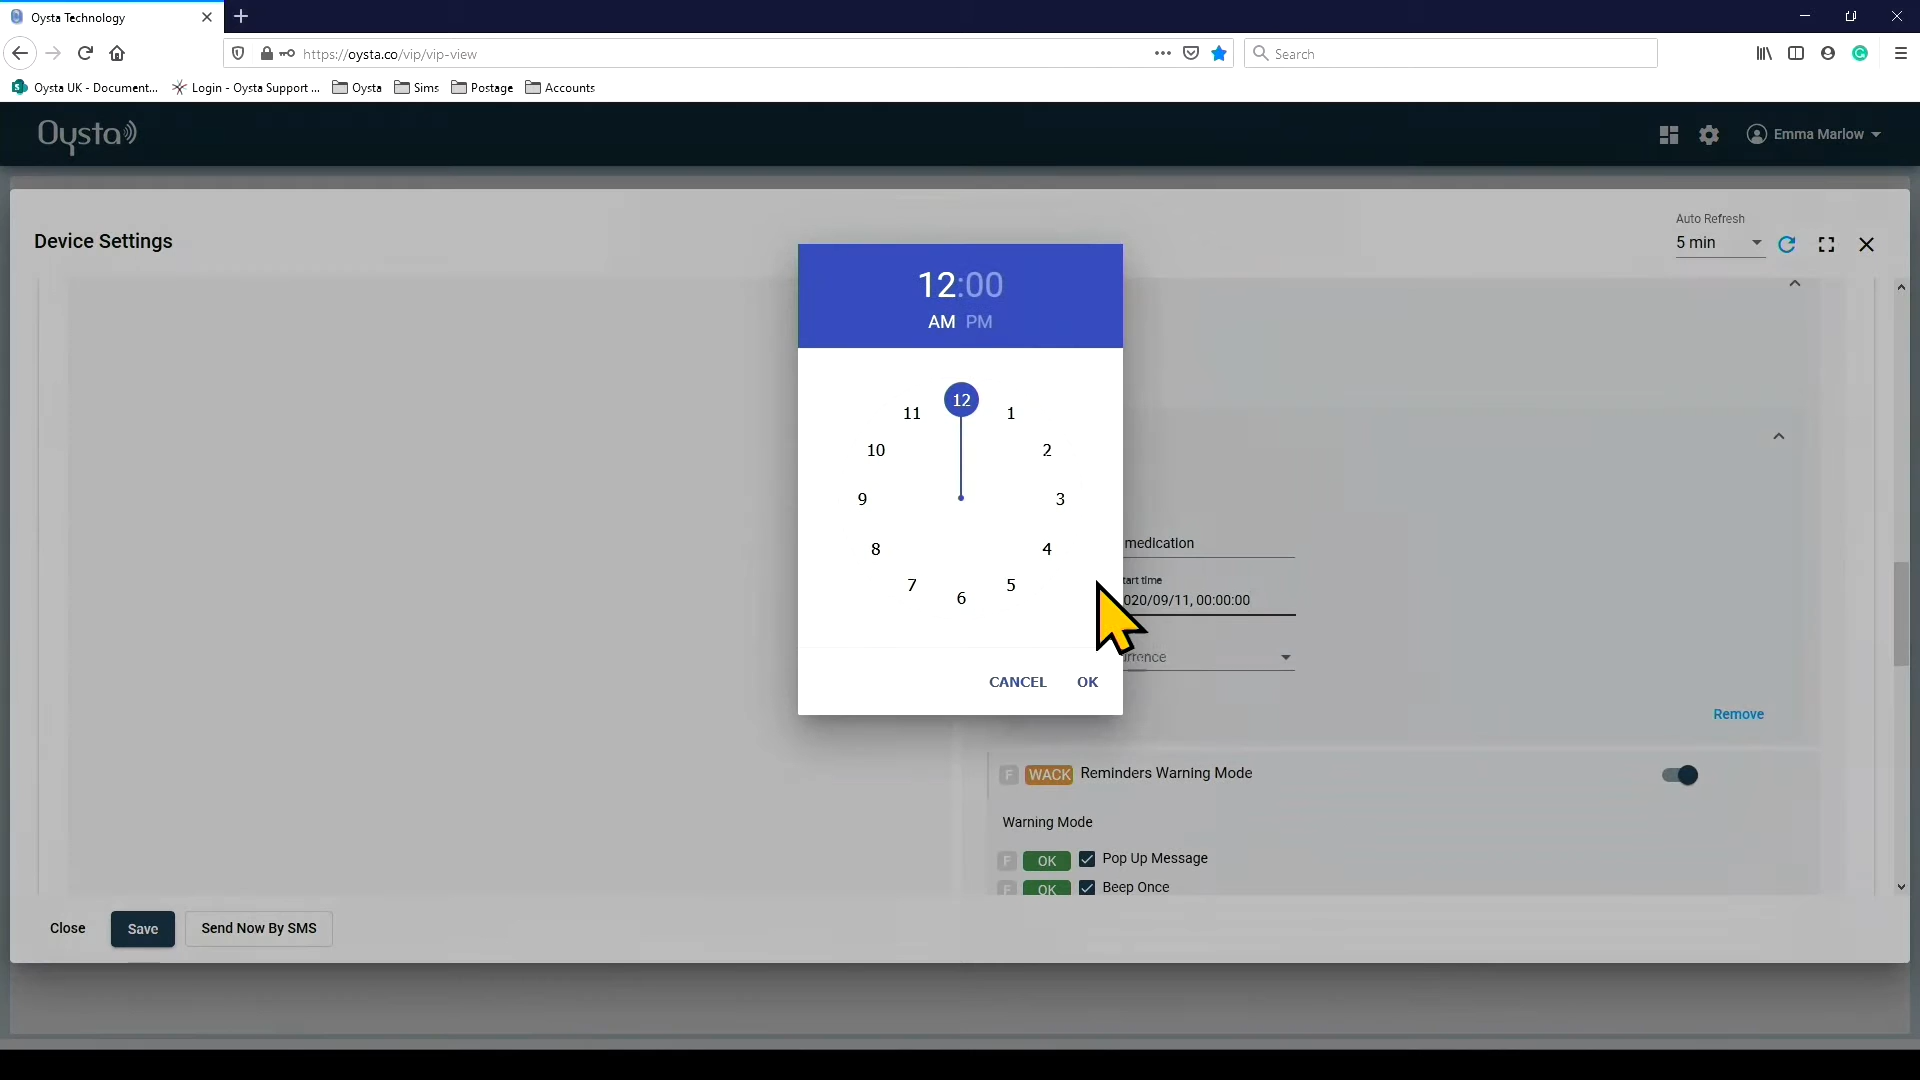 Oysta Technology
https://oysta.co/vip/vip-view
Search
Oysta UK - Document...
Login - Oysta Support ...
Oysta
Sims
Postage
Accounts
Oysta
Emma Marlow
Device Settings
Auto Refresh
5 min
12:00
AM PM
12
11
1
10
2
9
3
8
4
7
5
6
CANCEL
OK
medication
tart time
020/09/11, 00:00:00
Remove
F WACK Reminders Warning Mode
Warning Mode
F OK Pop Up Message
F OK Beep Once
Close
Save
Send Now By SMS